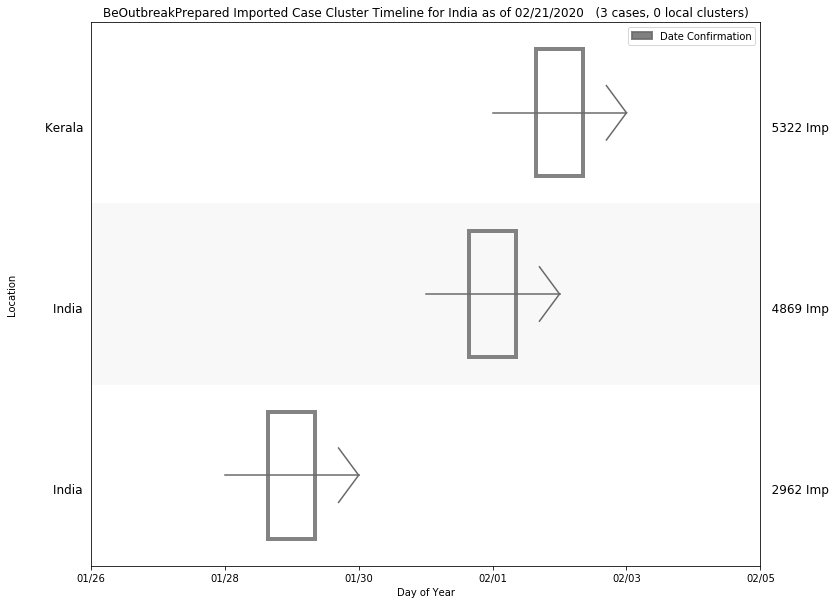 BeOutbreakPrepared Imported Case Cluster Timeline for India as of 02/21/2020 (3 cases, 0 local clusters)
Date Confirmation
Kerala
5322 Imp
India
4869 Imp
Location
India
2962 Imp
01/26
01/28
01/30
02/01
02/03
02/05
Day of Year